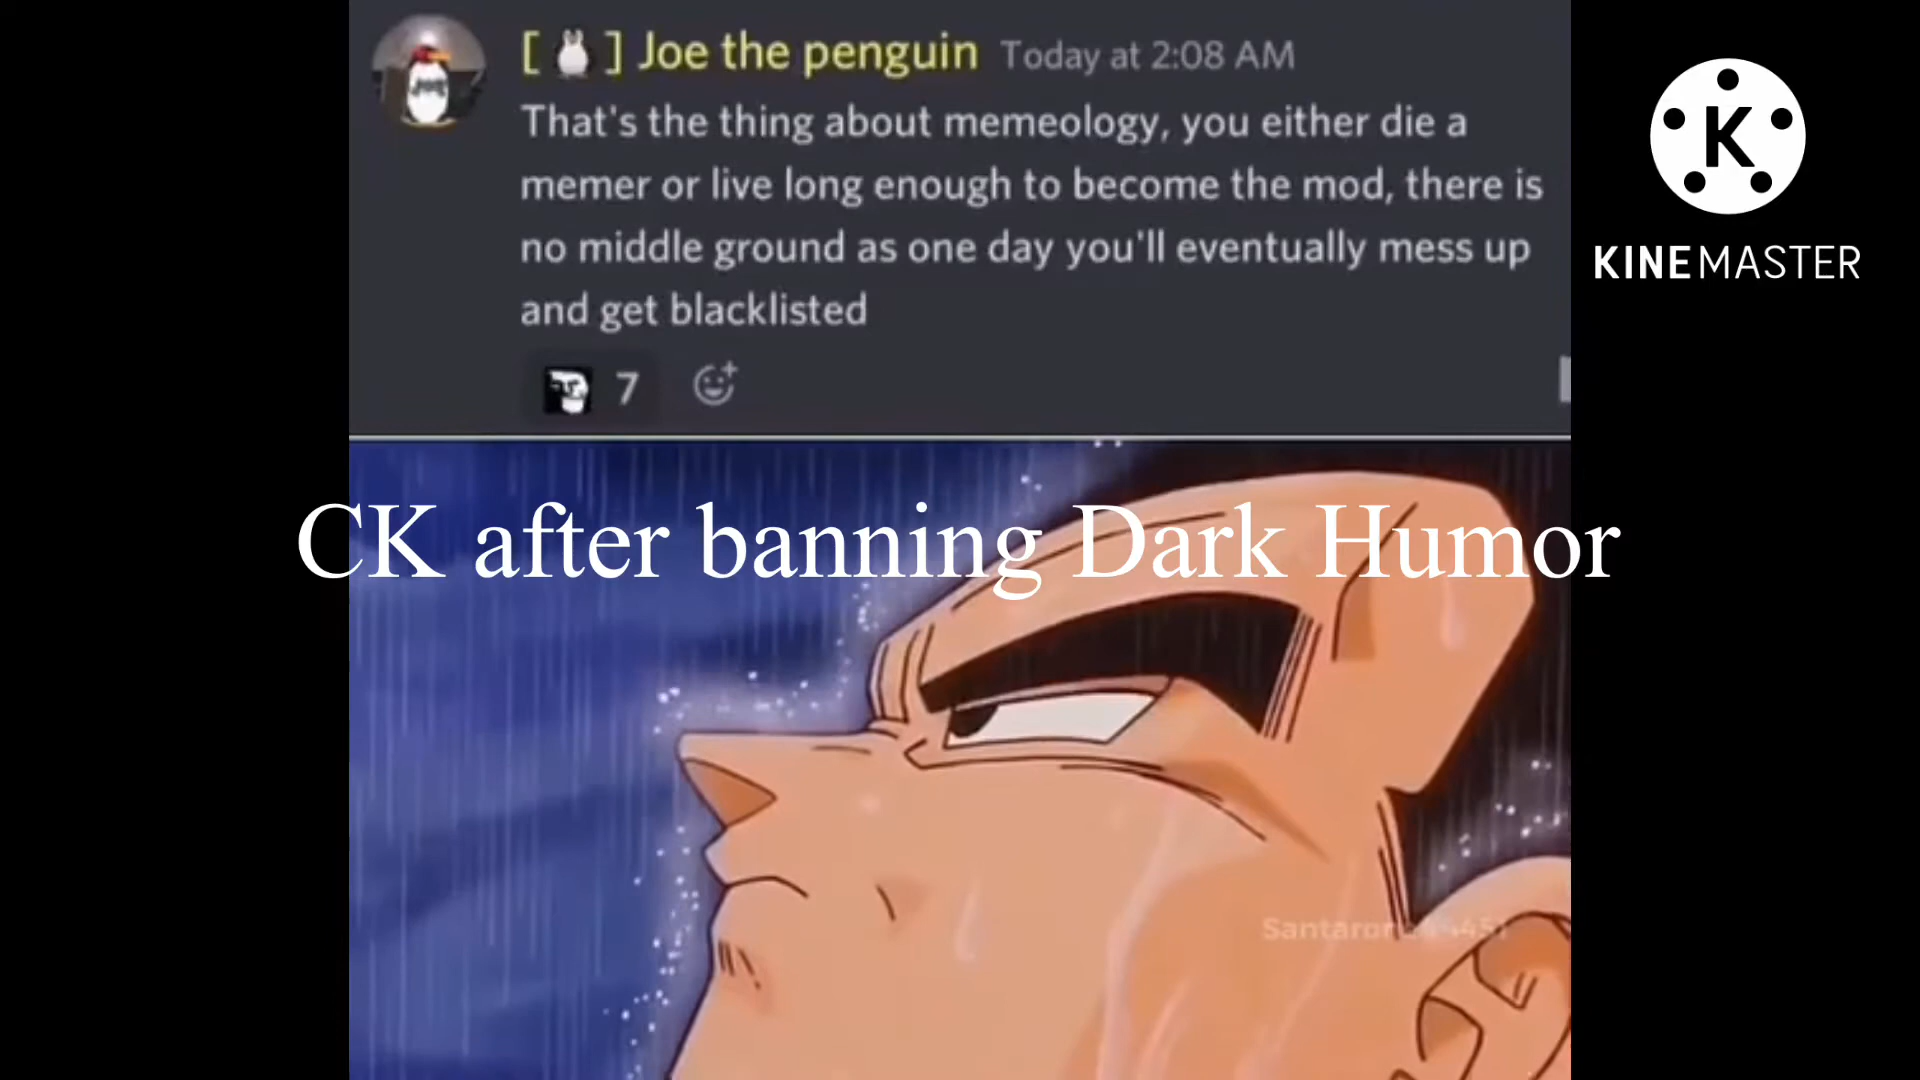 [ ] Joe the penguin Today at 2:08 AM
That's the thing about memeology, you either die a
memer or live long enough to become the mod, there is
no middle ground as one day you'll eventually mess up
and get blacklisted
7
K
KINEMASTER
CK after banning Dark Humor